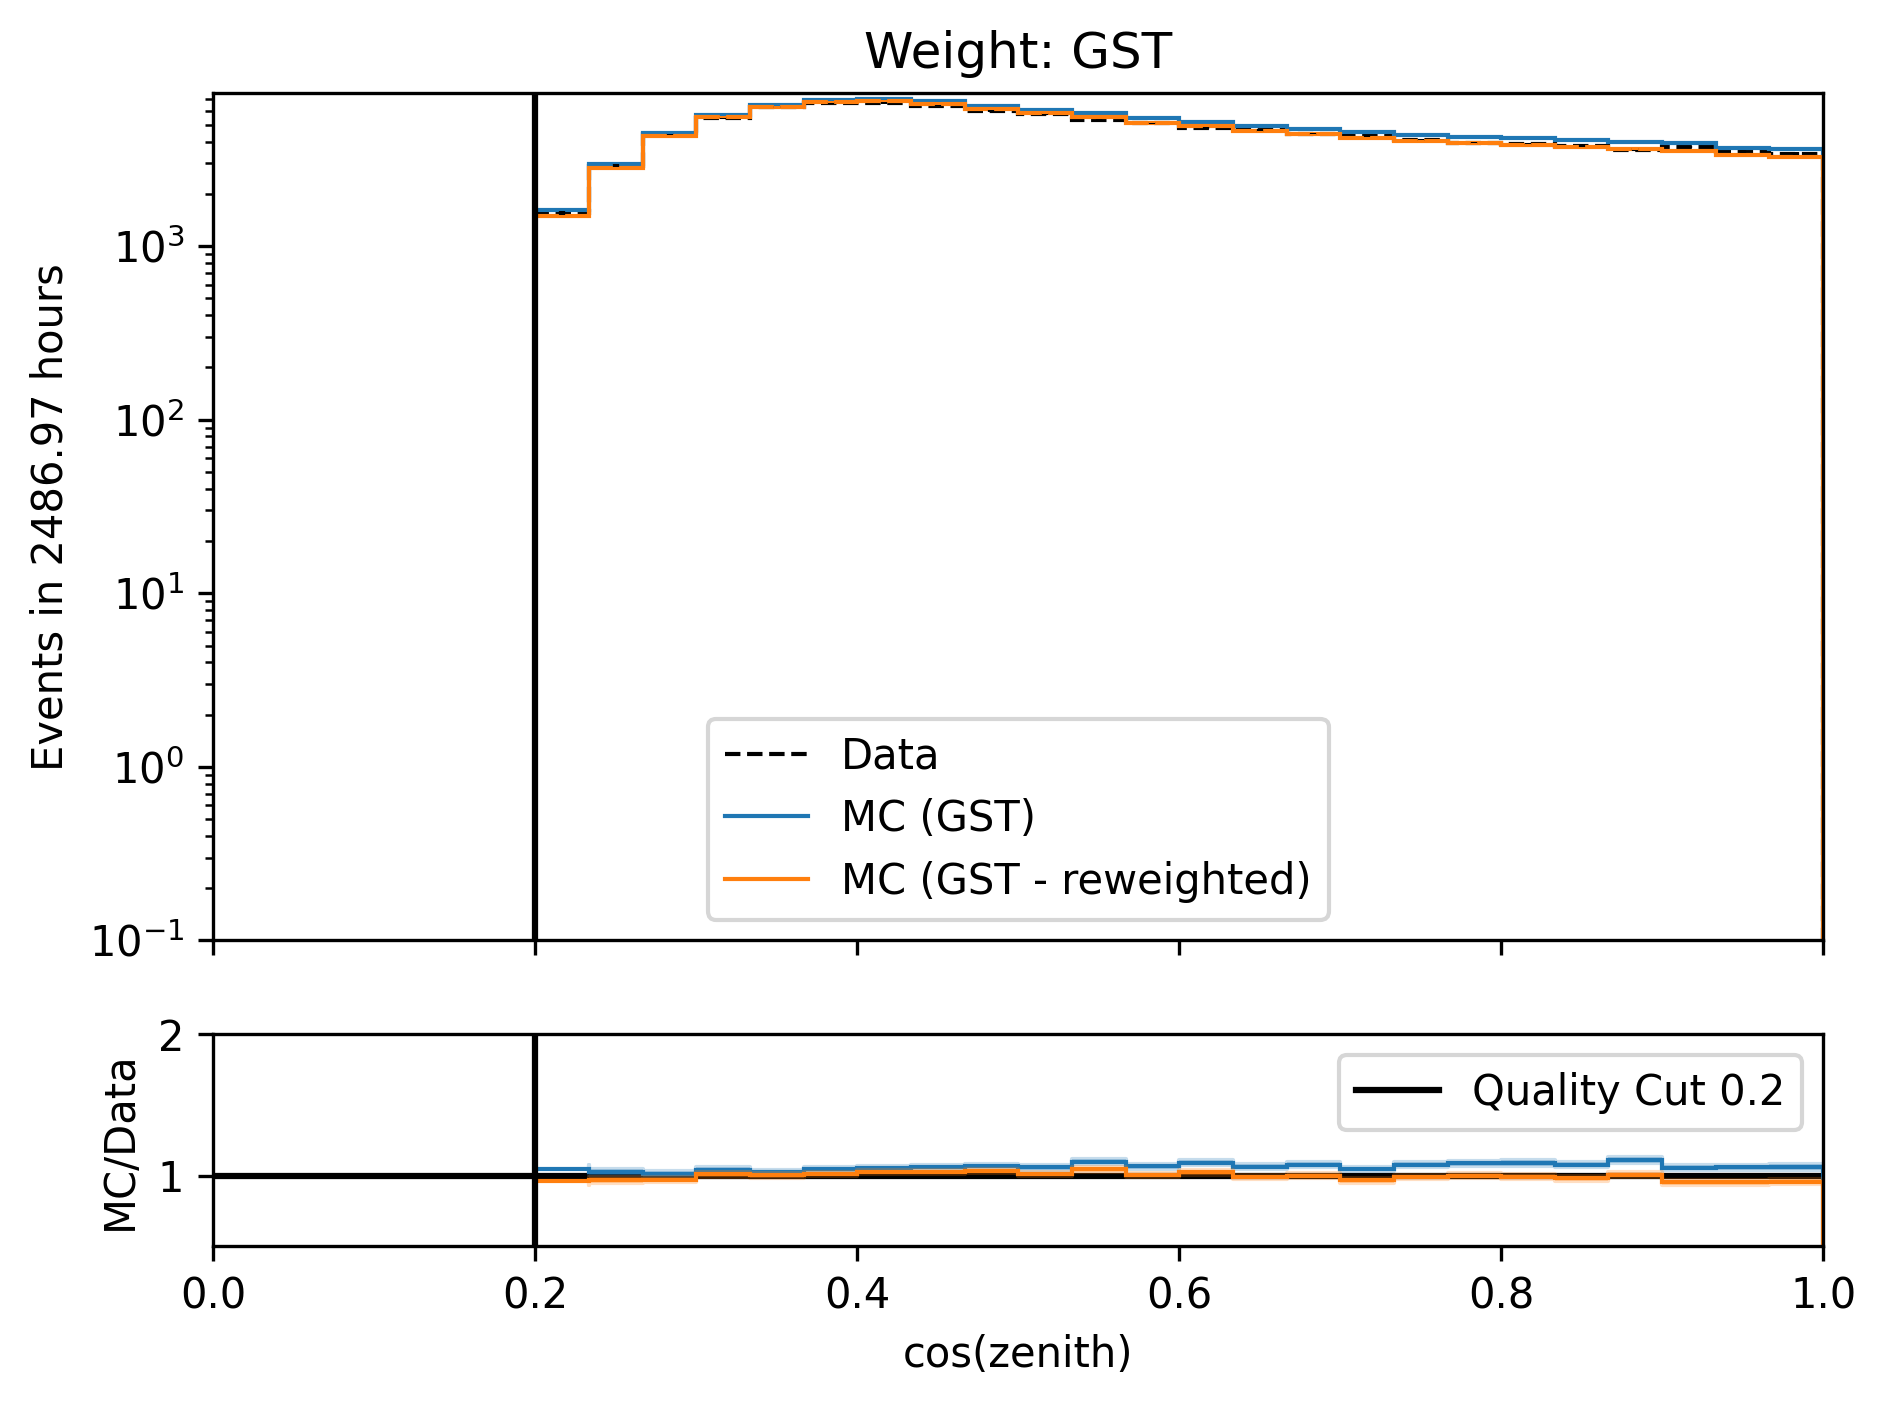 Weight: GST
Events in 2486.97 hours
10³
10²
10¹
10⁰
10⁻¹
Data
MC (GST)
MC (GST - reweighted)
MC/Data
2
1
Quality Cut 0.2
0.0 0.2 0.4 0.6 0.8 1.0
cos(zenith)